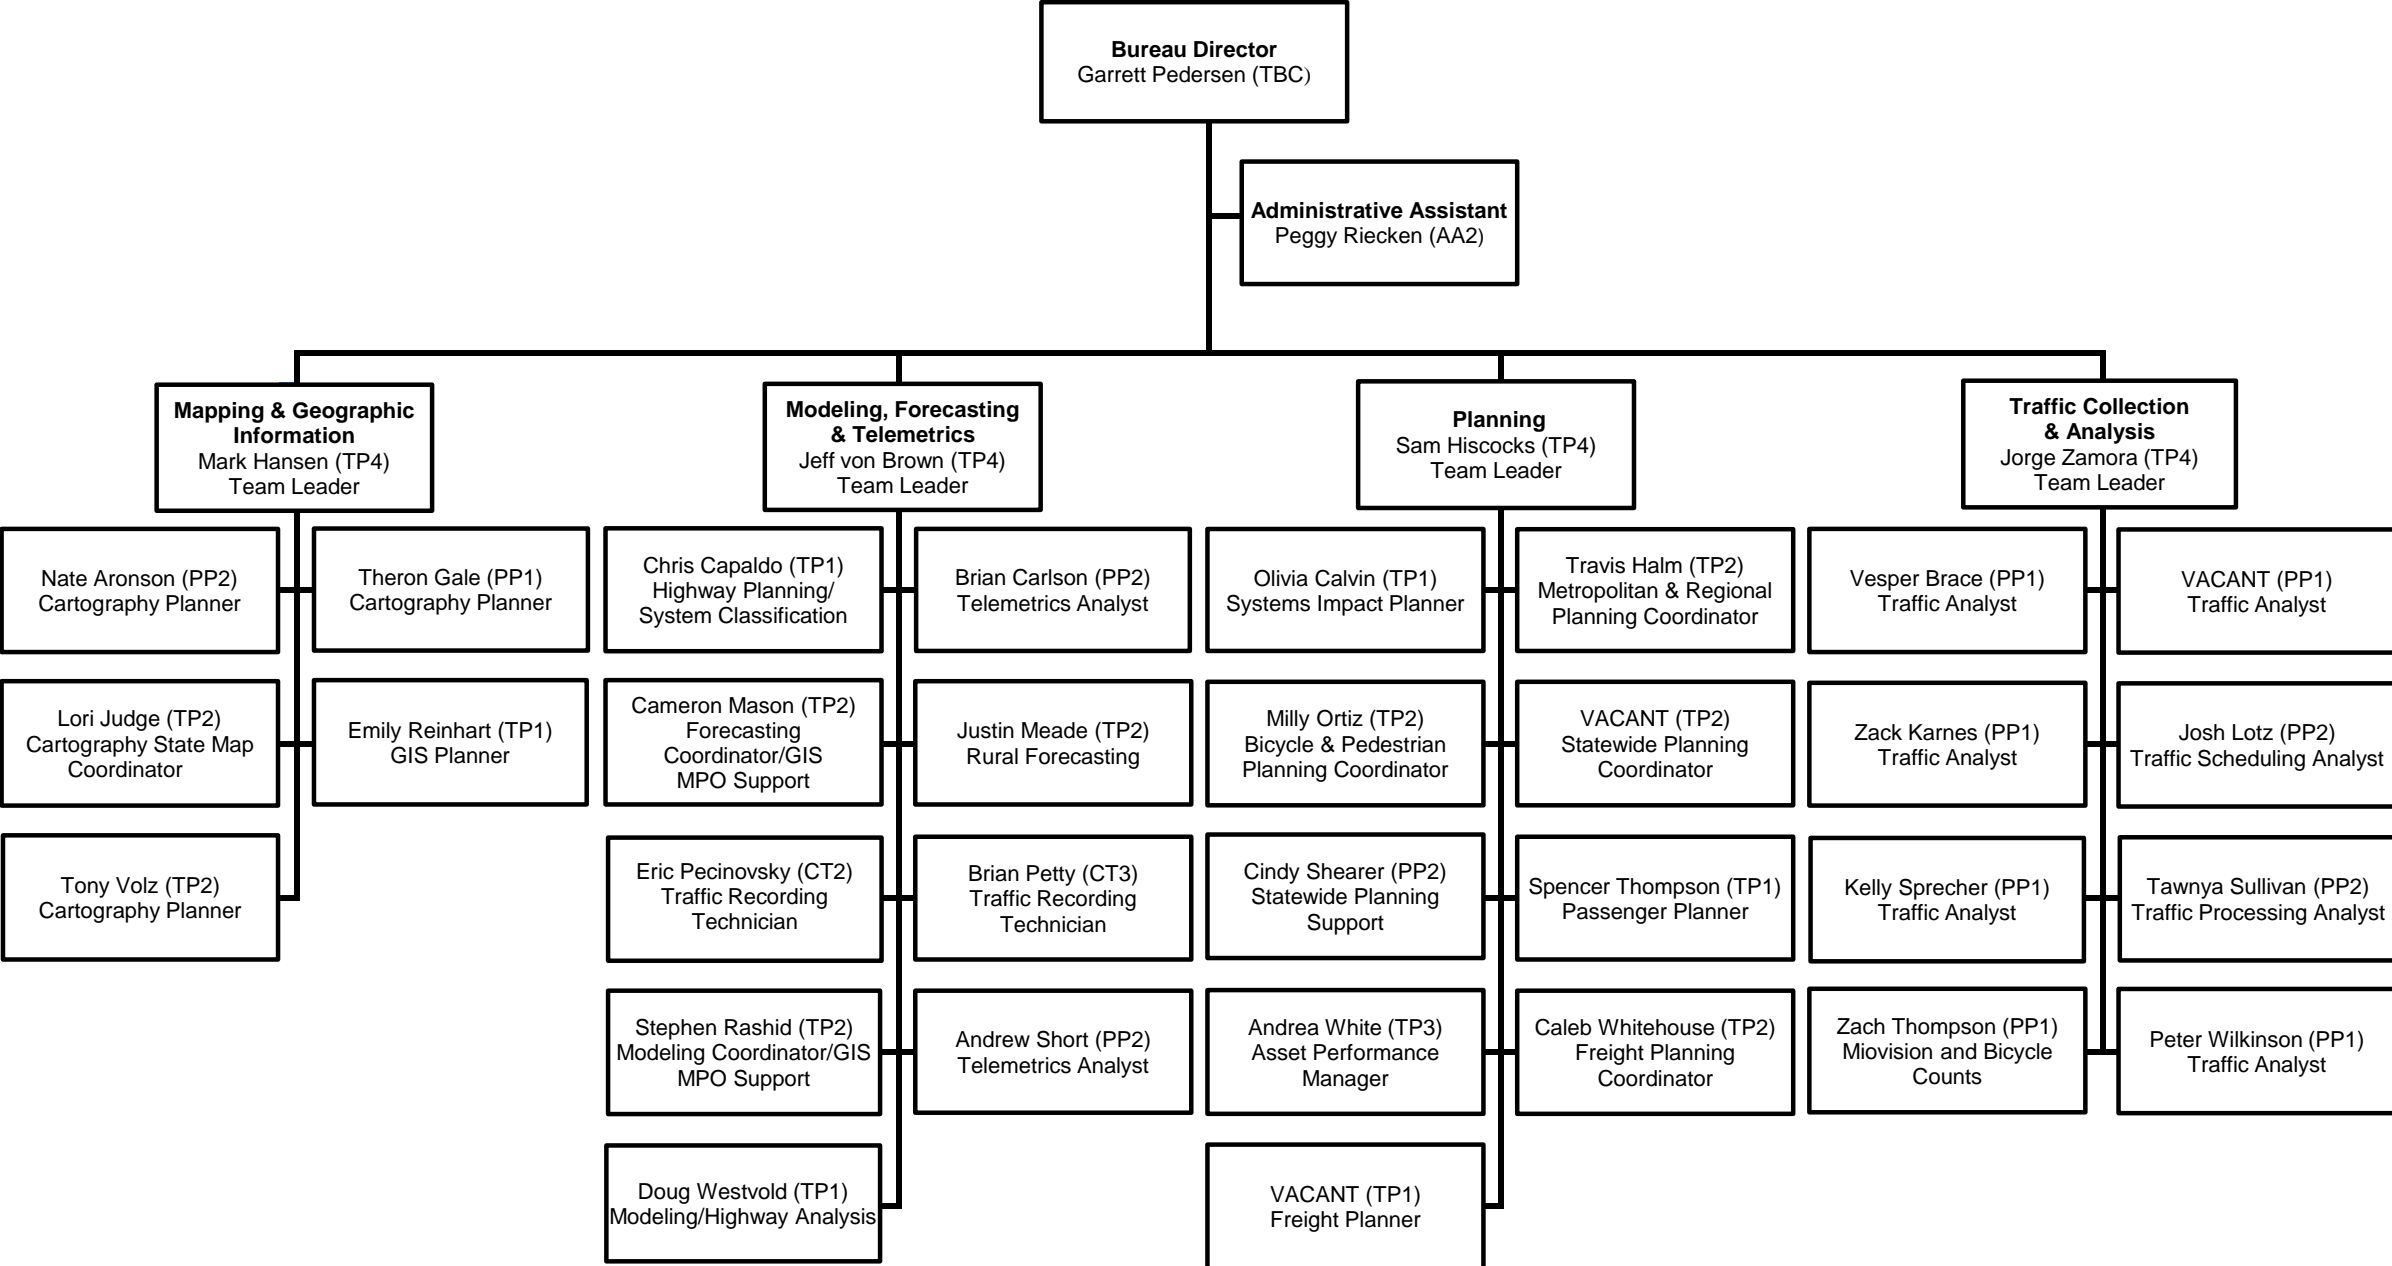 Bureau Director
Garrett Pedersen (TBC)
Administrative Assistant
Peggy Riecken (AA2)
Mapping & Geographic
Information
Mark Hansen (TP4)
Team Leader
Modeling, Forecasting
& Telemetrics
Jeff von Brown (TP4)
Team Leader
Planning
Sam Hiscocks (TP4)
Team Leader
Traffic Collection
& Analysis
Jorge Zamora (TP4)
Team Leader
Nate Aronson (PP2)
Cartography Planner
Theron Gale (PP1)
Cartography Planner
Chris Capaldo (TP1)
Highway Planning/
System Classification
Brian Carlson (PP2)
Telemetrics Analyst
Olivia Calvin (TP1)
Systems Impact Planner
Travis Halm (TP2)
Metropolitan & Regional
Planning Coordinator
Vesper Brace (PP1)
Traffic Analyst
VACANT (PP1)
Traffic Analyst
Lori Judge (TP2)
Cartography State Map
Coordinator
Emily Reinhart (TP1)
GIS Planner
Cameron Mason (TP2)
Forecasting
Coordinator/GIS
MPO Support
Justin Meade (TP2)
Rural Forecasting
Milly Ortiz (TP2)
Bicycle & Pedestrian
Planning Coordinator
VACANT (TP2)
Statewide Planning
Coordinator
Zack Karnes (PP1)
Traffic Analyst
Josh Lotz (PP2)
Traffic Scheduling Analyst
Tony Volz (TP2)
Cartography Planner
Eric Pecinovsky (CT2)
Traffic Recording
Technician
Brian Petty (CT3)
Traffic Recording
Technician
Cindy Shearer (PP2)
Statewide Planning
Support
Spencer Thompson (TP1)
Passenger Planner
Kelly Sprecher (PP1)
Traffic Analyst
Tawnya Sullivan (PP2)
Traffic Processing Analyst
Stephen Rashid (TP2)
Modeling Coordinator/GIS
MPO Support
Andrew Short (PP2)
Telemetrics Analyst
Andrea White (TP3)
Asset Performance
Manager
Caleb Whitehouse (TP2)
Freight Planning
Coordinator
Zach Thompson (PP1)
Miovision and Bicycle
Counts
Peter Wilkinson (PP1)
Traffic Analyst
Doug Westvold (TP1)
Modeling/Highway Analysis
VACANT (TP1)
Freight Planner